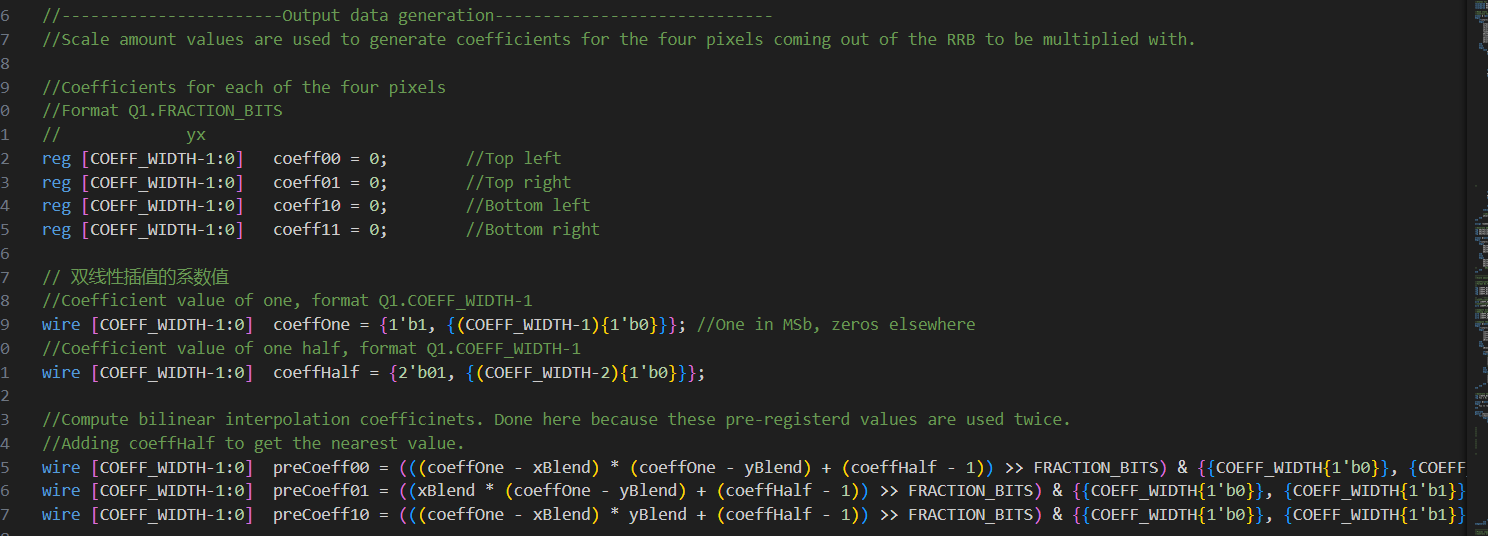 6 //-----------------------Output data generation-----------------------------
7 //Scale amount values are used to generate coefficients for the four pixels coming out of the RRB to be multiplied with.
8
9 //Coefficients for each of the four pixels
0 //Format Q1.FRACTION_BITS
1 // yx
2 reg [COEFF_WIDTH-1:0] coeff00 = 0; //Top left
3 reg [COEFF_WIDTH-1:0] coeff01 = 0; //Top right
4 reg [COEFF_WIDTH-1:0] coeff10 = 0; //Bottom left
5 reg [COEFF_WIDTH-1:0] coeff11 = 0; //Bottom right
6
7 // 双线性插值的系数值
8 //Coefficient value of one, format Q1.COEFF_WIDTH-1
9 wire [COEFF_WIDTH-1:0] coeffOne = {1'b1, {(COEFF_WIDTH-1){1'b0}}}; //One in MSb, zeros elsewhere
0 //Coefficient value of one half, format Q1.COEFF_WIDTH-1
1 wire [COEFF_WIDTH-1:0] coeffHalf = {2'b01, {(COEFF_WIDTH-2){1'b0}}};
2
3 //Compute bilinear interpolation coefficinets. Done here because these pre-registerd values are used twice.
4 //Adding coeffHalf to get the nearest value.
5 wire [COEFF_WIDTH-1:0] preCoeff00 = (((coeffOne - xBlend) * (coeffOne - yBlend) + (coeffHalf - 1)) >> FRACTION_BITS) & {{COEFF_WIDTH{1'b0}}, {COEFF_
6 wire [COEFF_WIDTH-1:0] preCoeff01 = ((xBlend * (coeffOne - yBlend) + (coeffHalf - 1)) >> FRACTION_BITS) & {{COEFF_WIDTH{1'b0}}, {COEFF_WIDTH{1'b1}}
7 wire [COEFF_WIDTH-1:0] preCoeff10 = (((coeffOne - xBlend) * yBlend + (coeffHalf - 1)) >> FRACTION_BITS) & {{COEFF_WIDTH{1'b0}}, {COEFF_WIDTH{1'b1}}